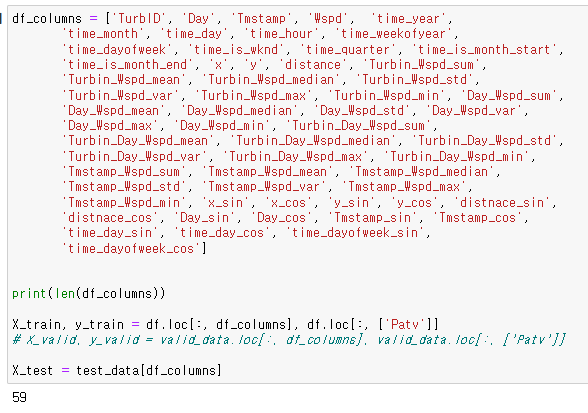 df_columns = ['TurbID', 'Day', 'Tmstamp', 'Wspd',  'time_year',
'time_month', 'time_day', 'time_hour', 'time_weekofyear',
'time_dayofweek', 'time_is_wknd', 'time_quarter', 'time_is_month_start',
'time_is_month_end', 'x', 'y', 'distance', 'Turbin_Wspd_sum',
'Turbin_Wspd_mean', 'Turbin_Wspd_median', 'Turbin_Wspd_std',
'Turbin_Wspd_var', 'Turbin_Wspd_max', 'Turbin_Wspd_min', 'Day_Wspd_sum',
'Day_Wspd_mean', 'Day_Wspd_median', 'Day_Wspd_std', 'Day_Wspd_var',
'Day_Wspd_max', 'Day_Wspd_min', 'Turbin_Day_Wspd_sum',
'Turbin_Day_Wspd_mean', 'Turbin_Day_Wspd_median', 'Turbin_Day_Wspd_std',
'Turbin_Day_Wspd_var', 'Turbin_Day_Wspd_max', 'Turbin_Day_Wspd_min',
'Tmstamp_Wspd_sum', 'Tmstamp_Wspd_mean', 'Tmstamp_Wspd_median',
'Tmstamp_Wspd_std', 'Tmstamp_Wspd_var', 'Tmstamp_Wspd_max',
'Tmstamp_Wspd_min', 'x_sin', 'x_cos', 'y_sin', 'y_cos', 'distnace_sin',
'distnace_cos', 'Day_sin', 'Day_cos', 'Tmstamp_sin', 'Tmstamp_cos',
'time_day_sin', 'time_day_cos', 'time_dayofweek_sin',
'time_dayofweek_cos']
print(len(df_columns))
X_train, y_train = df.loc[:, df_columns], df.loc[:, ['Patv']]
# X_valid, y_valid = valid_data.loc[:, df_columns], valid_data.loc[:, ['Patv']]
X_test = test_data[df_columns]
59